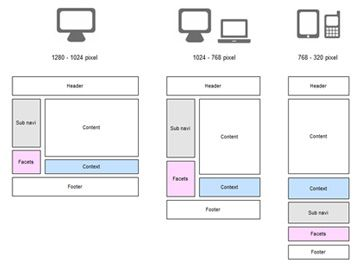 1280 - 1024 pixel
Header
Sub navi
Content
Facets
Context
Footer
1024 - 768 pixel
Header
Sub navi
Content
Facets
Context
Footer
768 - 320 pixel
Header
Content
Context
Sub navi
Facets
Footer